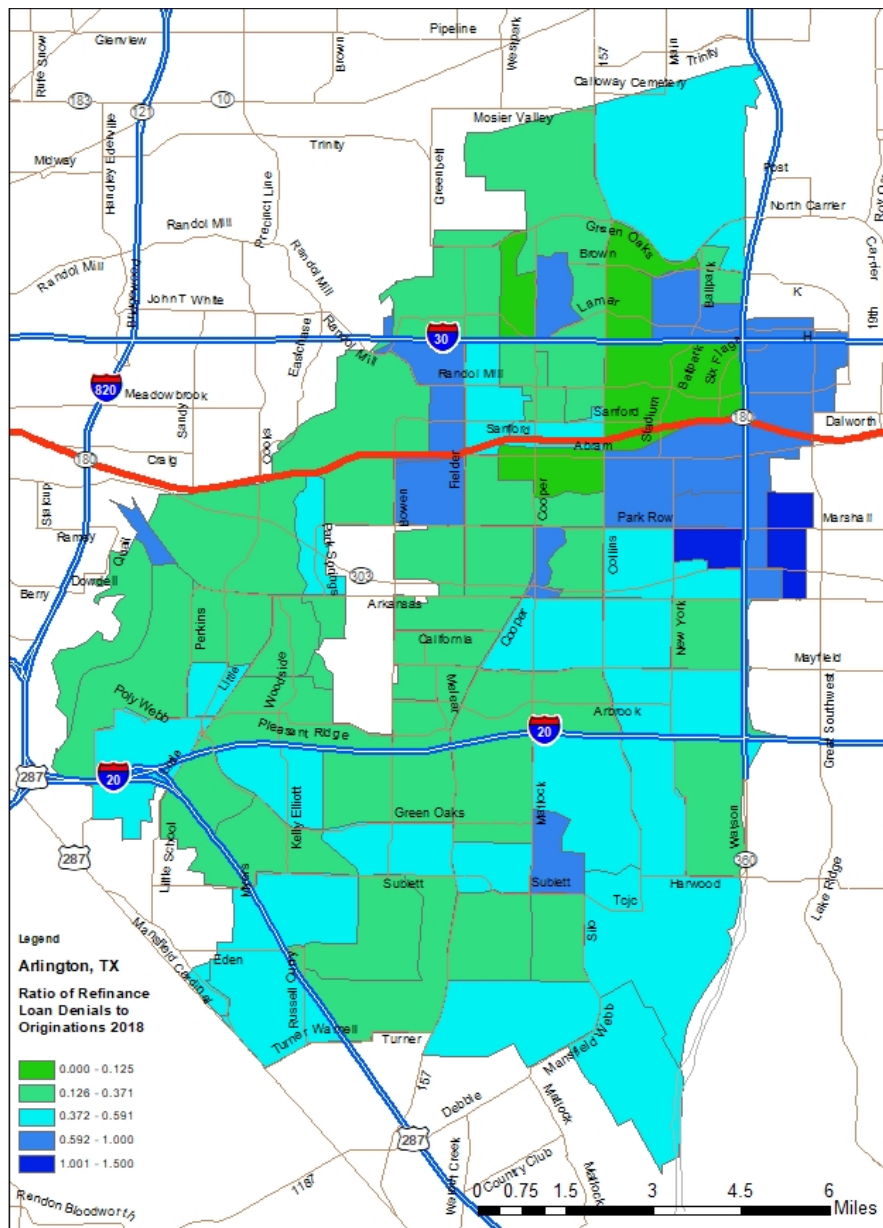 Pipeline
Glenview
Rufe Snow
Brown
Westpark
157
Main
Trinity
Calloway Cemetery
183
10
121
Mosier Valley
Handley Ederville
Trinity
Midway
Greenbelt
Precinct Line
Post
North Carrier
Randol Mill
Green Oaks
Brown
Carrier
Randol Mill
Randol Mill
Ballpark
K
John T White
Lamar
19th
Bridgewood
Eastchase
Randol Mill
30
H
Six Flags
Ballpark
820
Meadowbrook
Randol Mill
Sandy
Sanford
Stadium
180
Dalworth
Sanford
Abram
Cooks
Craig
180
Fielder
Stalcup
Bowen
Cooper
Park Row
Marshall
Ramey
Quail
Park Springs
Collins
303
Dowdell
Berry
Arkansas
Perkins
California
Cooper
New York
Mayfield
Little
Woodside
Poly Webb
Melear
Arbrook
Great Southwest
Pleasant Ridge
20
Little
287
20
Kelly Elliott
Green Oaks
Matlock
Watson
287
Little School
360
Myers
Sublett
Sublett
Harwood
Tcjc
Lake Ridge
Silo
Mansfield Cardinal
Eden
Russell Curry
Turner Warnell
Turner
Mansfield Webb
157
Debbie
Matlock
287
Walnut Creek
Country Club
Matlock
1187
Rendon Bloodworth
Legend
Arlington, TX
Ratio of Refinance
Loan Denials to
Originations 2018
0.000 - 0.125
0.126 - 0.371
0.372 - 0.591
0.592 - 1.000
1.001 - 1.500
0 0.75 1.5 3 4.5 6
Miles